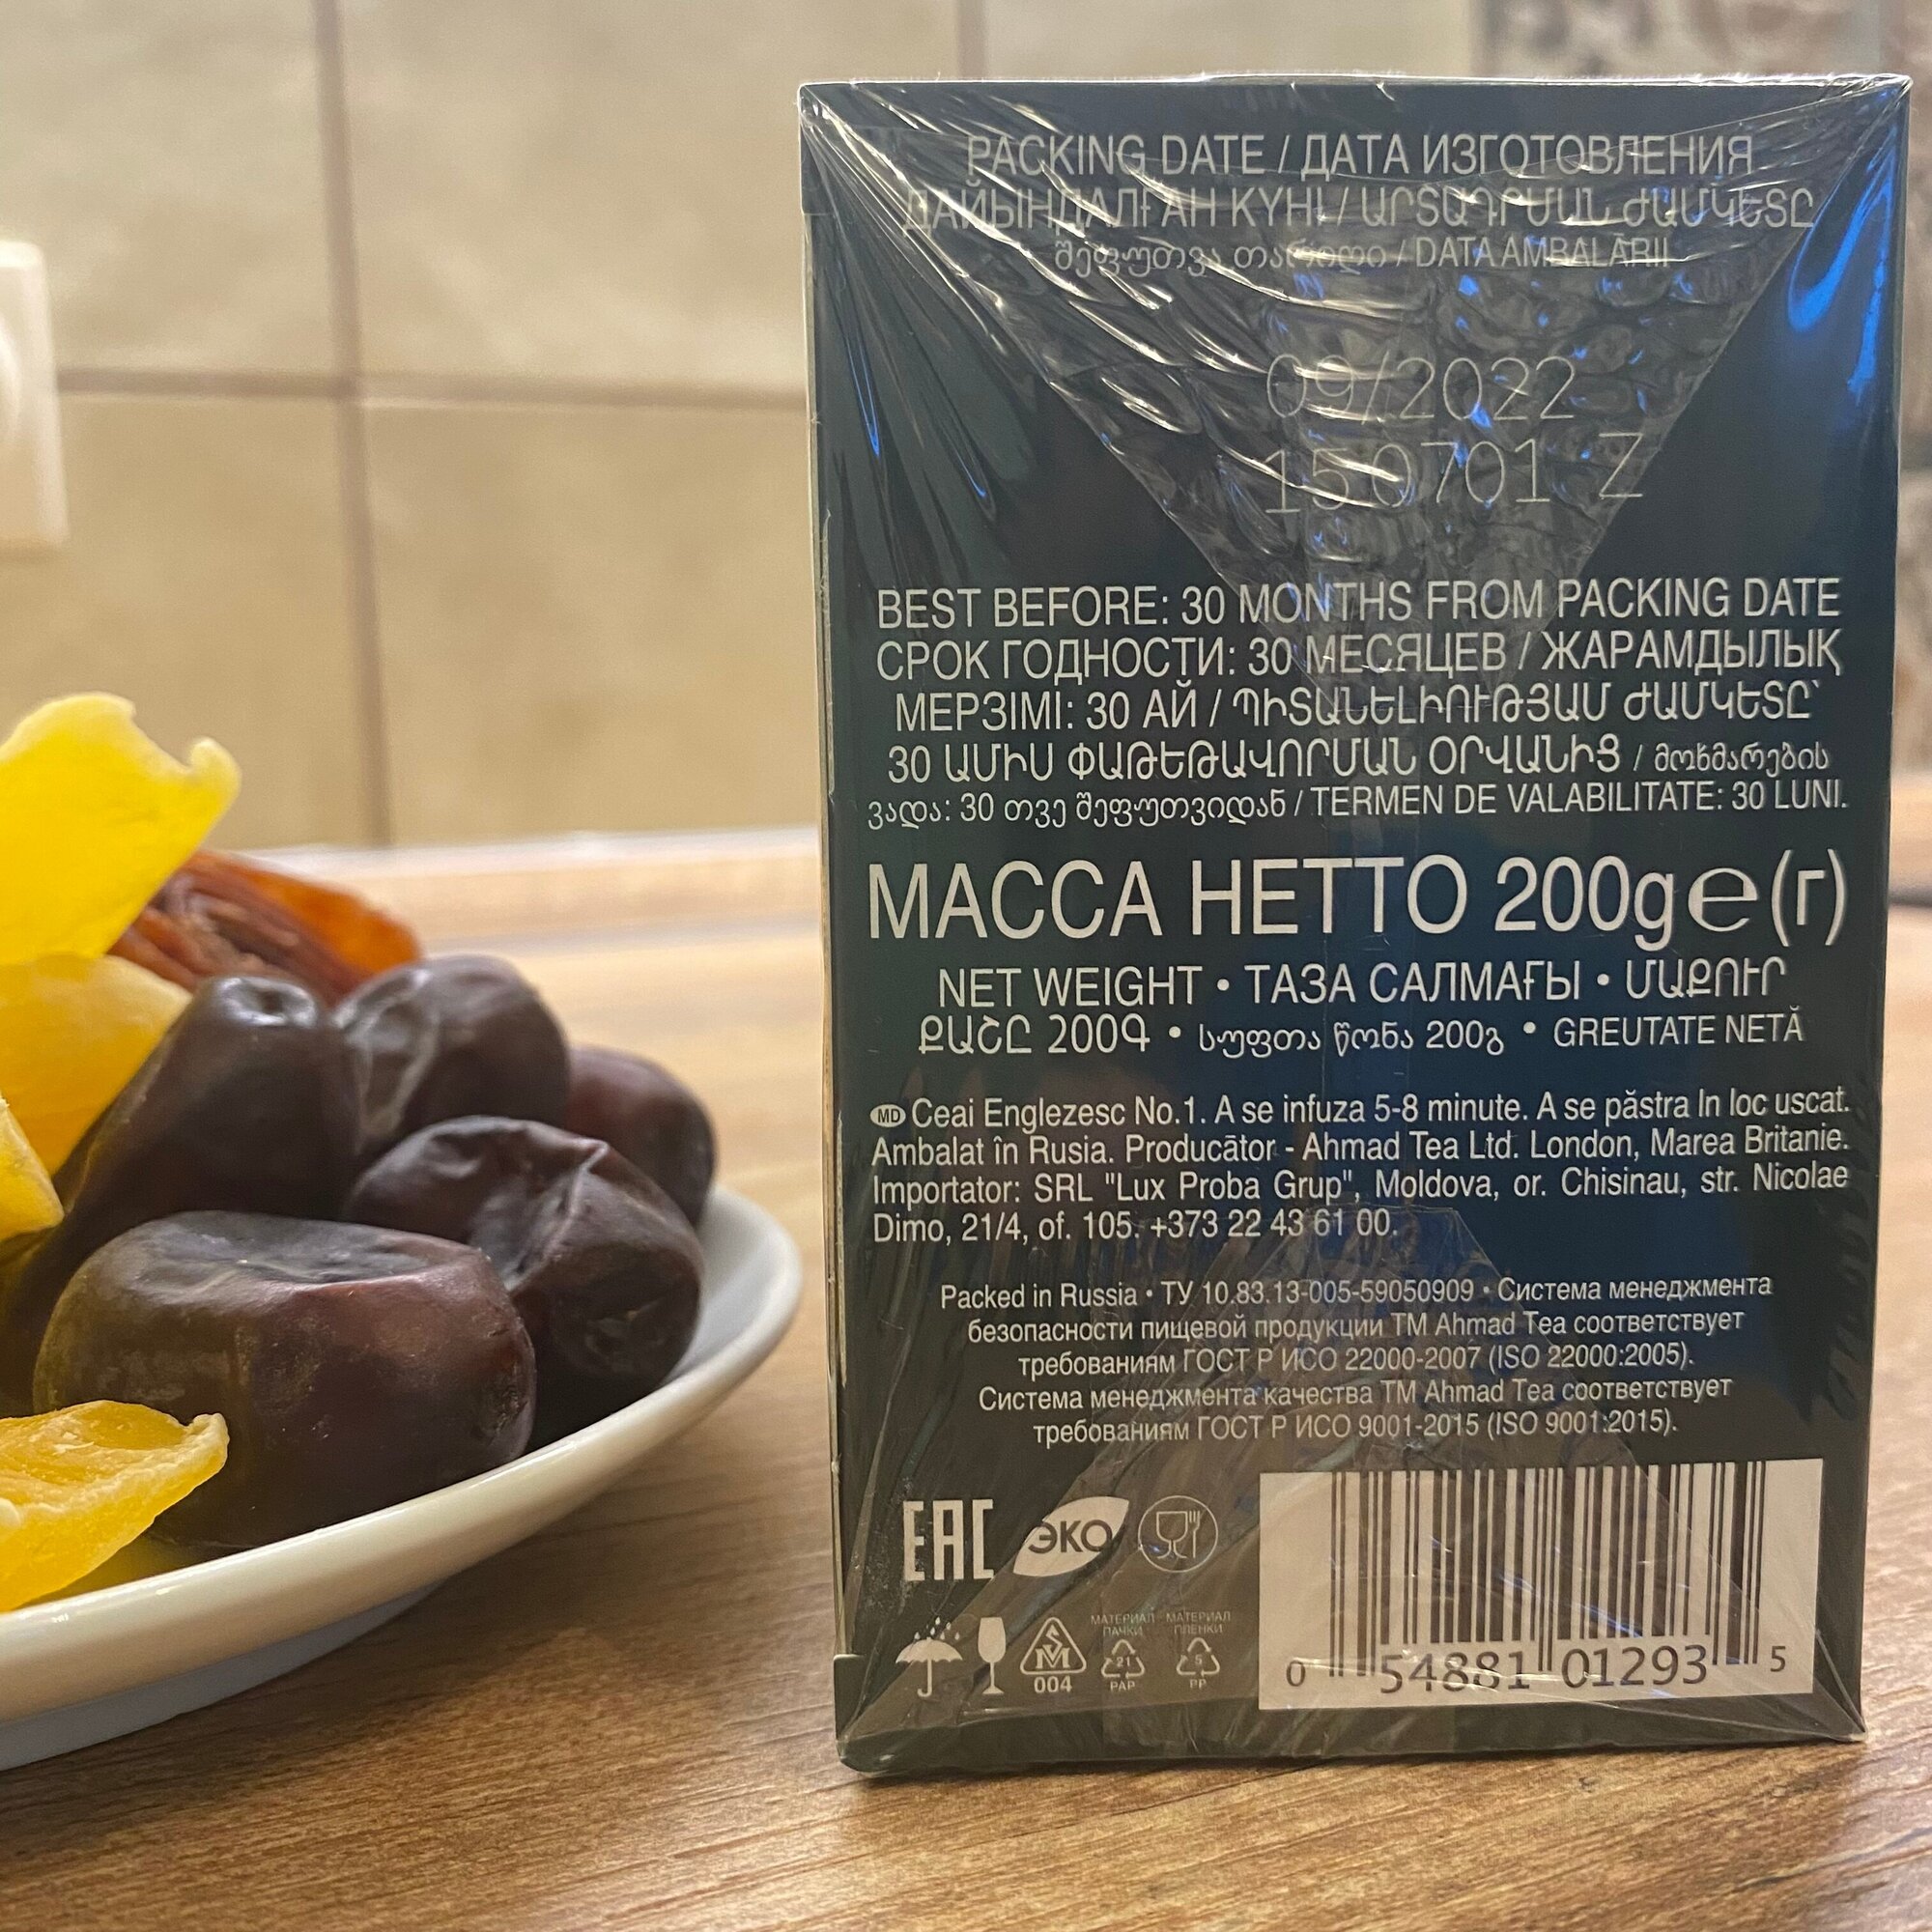 PACKING DATE / ДАТА ИЗГОТОВЛЕНИЯ
ДАЙЫНДАЛҒАН КҮНІ / ԱՐՏԱԴՐՄԱՆ ԺԱՄԿԵՏԸ
შეფუთვა თარიღი / DATA AMBALĂRII
09/2022
150701 Z
BEST BEFORE: 30 MONTHS FROM PACKING DATE
СРОК ГОДНОСТИ: 30 МЕСЯЦЕВ / ЖАРАМДЫЛЫҚ
МЕРЗІМІ: 30 АЙ / ՊԻՏԱՆԵԼԻՈՒԹՅԱՄ ԺԱՄԿԵՏԸ՝
30 ԱՄԻՍ ՓԱԹԵԹԱՎՈՐՄԱՆ ՕՐՎԱՆԻՑ / მოხმარების
ვადა: 30 თვე შეფუთვიდან / TERMEN DE VALABILITATE: 30 LUNI.
МАССА НЕТТО 200g℮(г)
NET WEIGHT • ТАЗА САЛМАҒЫ • ՄԱՔՈՒՐ
ՔԱՇԸ 200Գ • სუფთა წონა 200გ • GREUTATE NETĂ
MD Ceai Englezesc No.1. A se infuza 5-8 minute. A se păstra In loc uscat.
Ambalat în Rusia. Producător - Ahmad Tea Ltd. London, Marea Britanie.
Importator: SRL "Lux Proba Grup", Moldova, or. Chisinau, str. Nicolae
Dimo, 21/4, of. 105. +373 22 43 61 00.
Packed in Russia • ТУ 10.83.13-005-59050909 • Система менеджмента
безопасности пищевой продукции ТМ Ahmad Tea соответствует
требованиям ГОСТ Р ИСО 22000-2007 (ISO 22000:2005).
Система менеджмента качества ТМ Ahmad Tea соответствует
требованиям ГОСТ Р ИСО 9001-2015 (ISO 9001:2015).
EAC ЭКО
МАТЕРИАЛ ПАЧКИ МАТЕРИАЛ ПЛЕНКИ
SM 004 21 PAP 5 PP
0 54881 01293 5